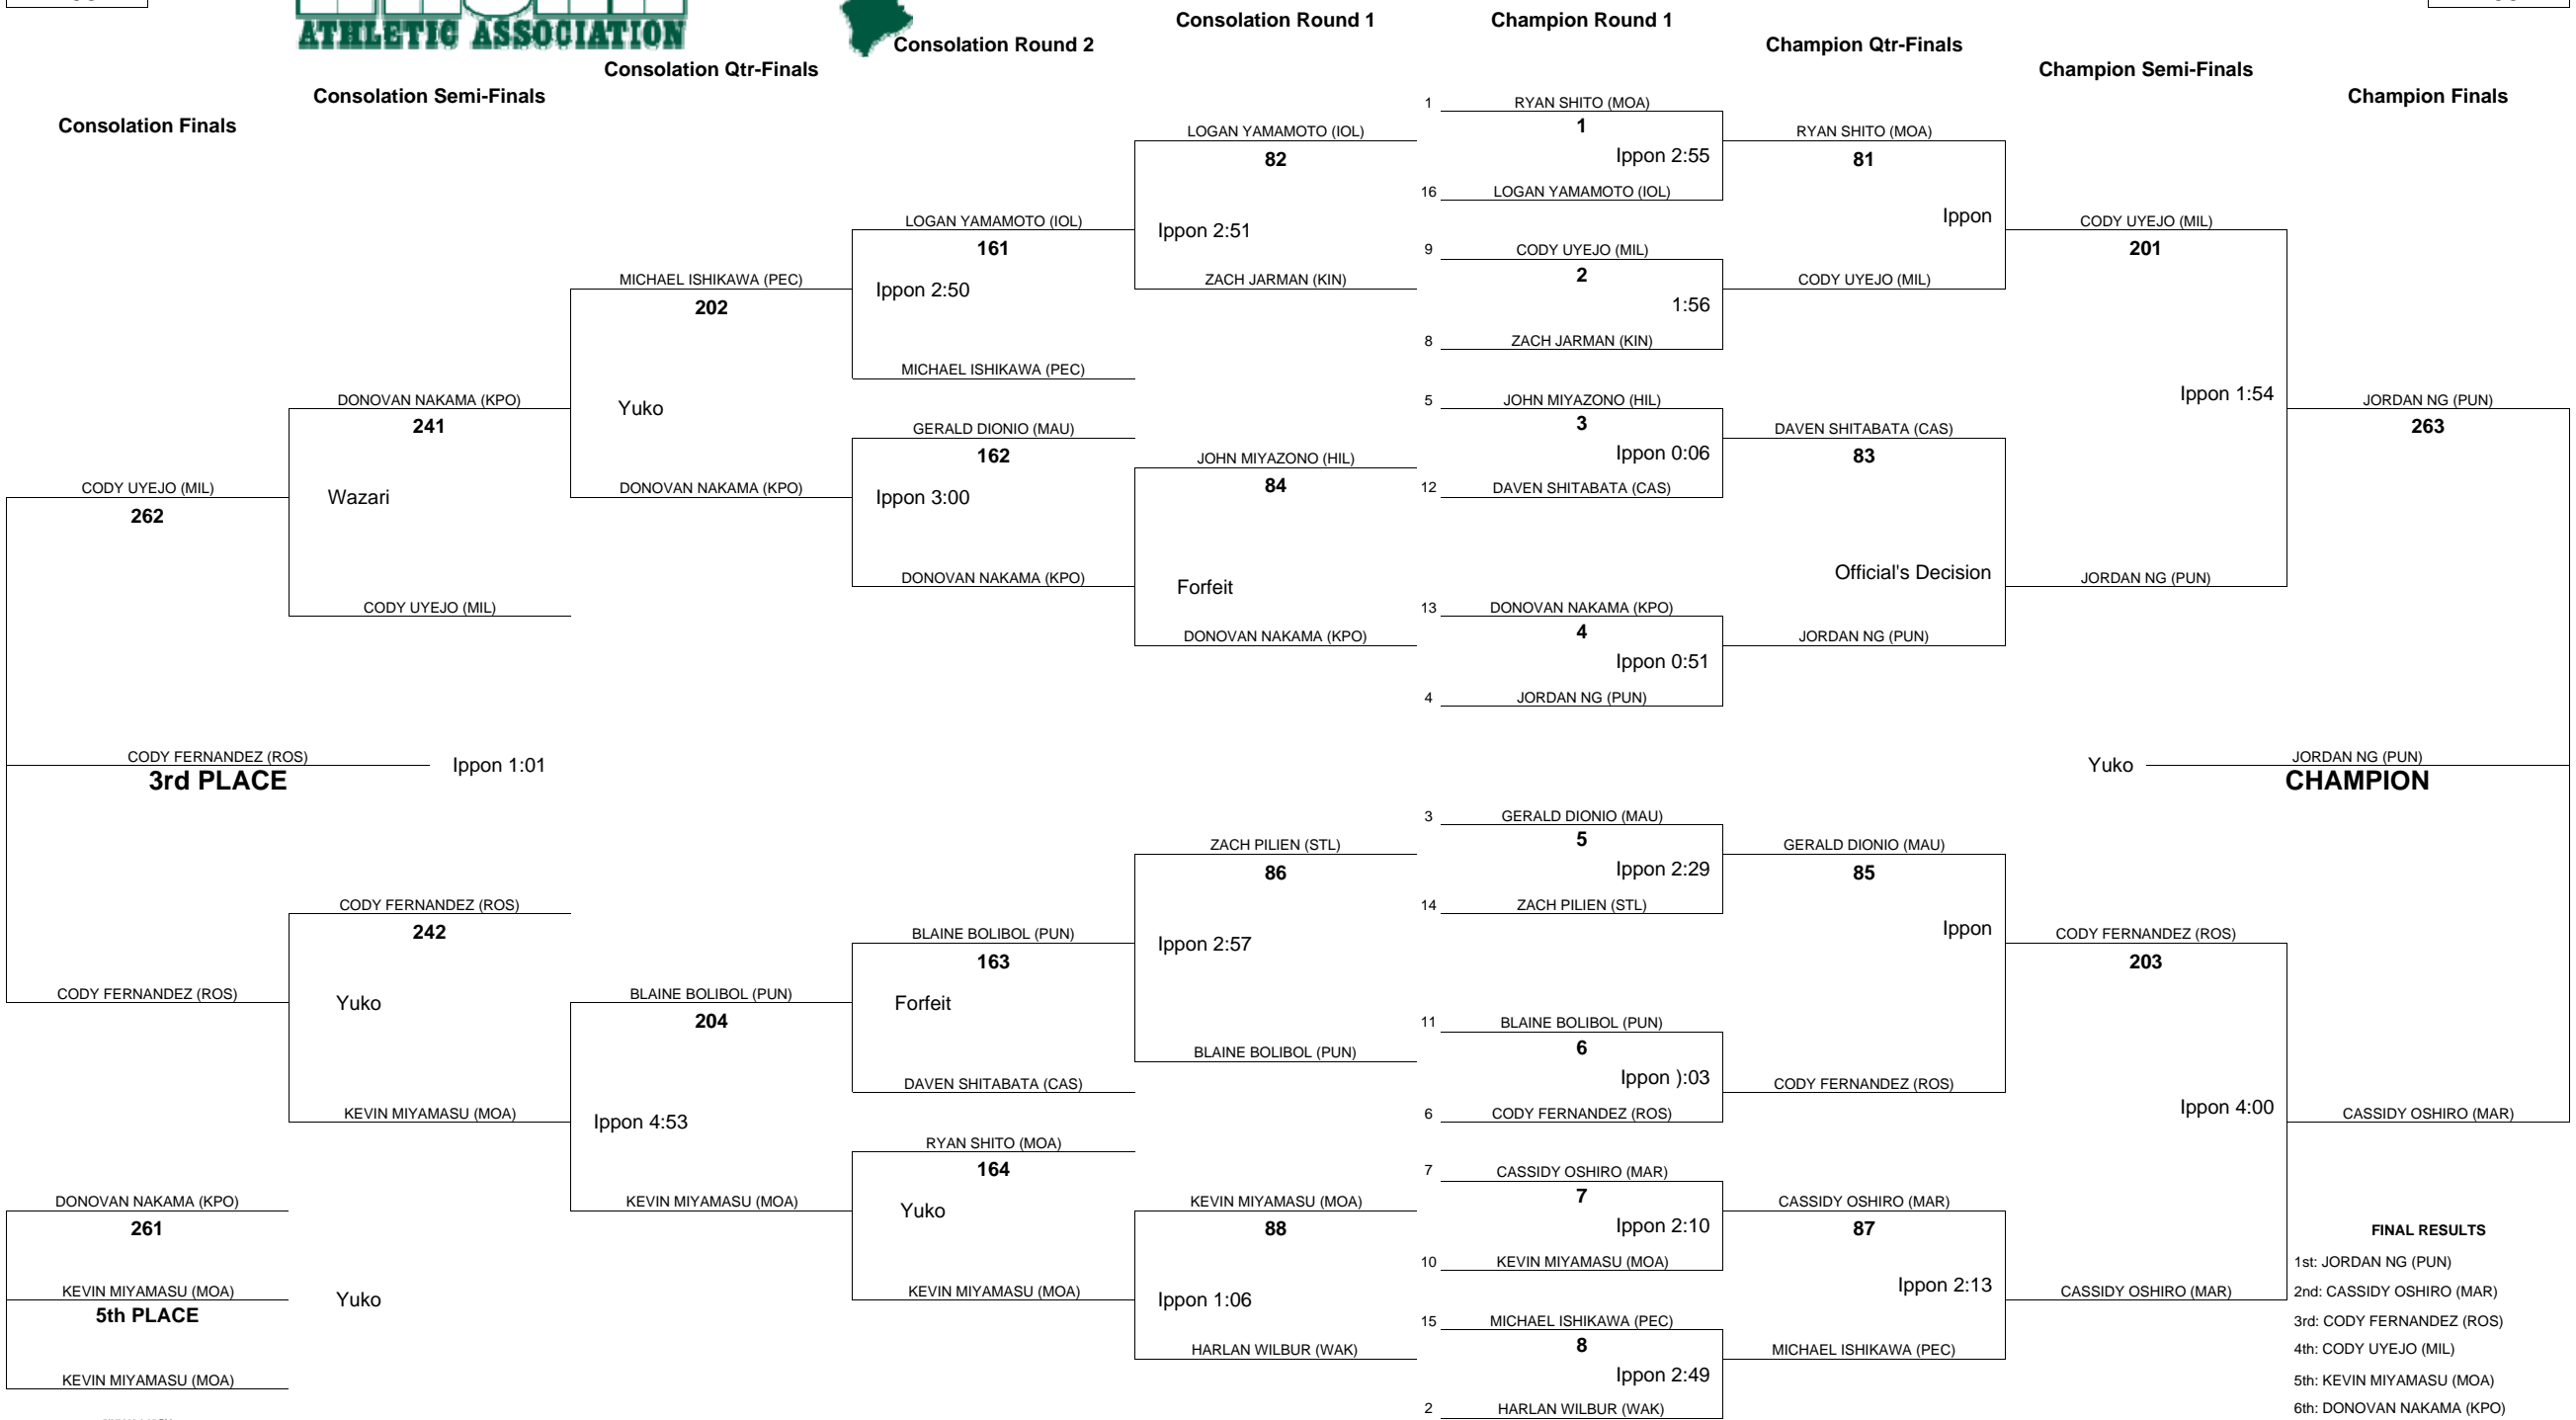 ATHLETIC ASSOCIATION
Consolation Round 1
Champion Round 1
Consolation Round 2
Champion Qtr-Finals
Consolation Qtr-Finals
Champion Semi-Finals
Consolation Semi-Finals
Champion Finals
Consolation Finals
1 RYAN SHITO (MOA)
1
Ippon 2:55
16 LOGAN YAMAMOTO (IOL)
9 CODY UYEJO (MIL)
2
1:56
8 ZACH JARMAN (KIN)
5 JOHN MIYAZONO (HIL)
3
Ippon 0:06
12 DAVEN SHITABATA (CAS)
13 DONOVAN NAKAMA (KPO)
4
Ippon 0:51
4 JORDAN NG (PUN)
3 GERALD DIONIO (MAU)
5
Ippon 2:29
14 ZACH PILIEN (STL)
11 BLAINE BOLIBOL (PUN)
6
Ippon ):03
6 CODY FERNANDEZ (ROS)
7 CASSIDY OSHIRO (MAR)
7
Ippon 2:10
10 KEVIN MIYAMASU (MOA)
15 MICHAEL ISHIKAWA (PEC)
8
Ippon 2:49
2 HARLAN WILBUR (WAK)
RYAN SHITO (MOA)
81
Ippon
CODY UYEJO (MIL)
DAVEN SHITABATA (CAS)
83
Official's Decision
JORDAN NG (PUN)
GERALD DIONIO (MAU)
85
Ippon
CODY FERNANDEZ (ROS)
CASSIDY OSHIRO (MAR)
87
Ippon 2:13
MICHAEL ISHIKAWA (PEC)
CODY UYEJO (MIL)
201
Ippon 1:54
JORDAN NG (PUN)
CODY FERNANDEZ (ROS)
203
Ippon 4:00
CASSIDY OSHIRO (MAR)
JORDAN NG (PUN)
263
Yuko
JORDAN NG (PUN)
CHAMPION
CASSIDY OSHIRO (MAR)
LOGAN YAMAMOTO (IOL)
82
Ippon 2:51
ZACH JARMAN (KIN)
JOHN MIYAZONO (HIL)
84
Forfeit
DONOVAN NAKAMA (KPO)
ZACH PILIEN (STL)
86
Ippon 2:57
BLAINE BOLIBOL (PUN)
KEVIN MIYAMASU (MOA)
88
Ippon 1:06
HARLAN WILBUR (WAK)
LOGAN YAMAMOTO (IOL)
161
Ippon 2:50
MICHAEL ISHIKAWA (PEC)
GERALD DIONIO (MAU)
162
Ippon 3:00
DONOVAN NAKAMA (KPO)
BLAINE BOLIBOL (PUN)
163
Forfeit
DAVEN SHITABATA (CAS)
RYAN SHITO (MOA)
164
Yuko
KEVIN MIYAMASU (MOA)
MICHAEL ISHIKAWA (PEC)
202
Yuko
DONOVAN NAKAMA (KPO)
BLAINE BOLIBOL (PUN)
204
Ippon 4:53
KEVIN MIYAMASU (MOA)
DONOVAN NAKAMA (KPO)
241
Wazari
CODY UYEJO (MIL)
CODY FERNANDEZ (ROS)
242
Yuko
KEVIN MIYAMASU (MOA)
CODY UYEJO (MIL)
262
CODY FERNANDEZ (ROS)
3rd PLACE
Ippon 1:01
CODY FERNANDEZ (ROS)
DONOVAN NAKAMA (KPO)
261
KEVIN MIYAMASU (MOA)
5th PLACE
Yuko
KEVIN MIYAMASU (MOA)
FINAL RESULTS
1st: JORDAN NG (PUN)
2nd: CASSIDY OSHIRO (MAR)
3rd: CODY FERNANDEZ (ROS)
4th: CODY UYEJO (MIL)
5th: KEVIN MIYAMASU (MOA)
6th: DONOVAN NAKAMA (KPO)